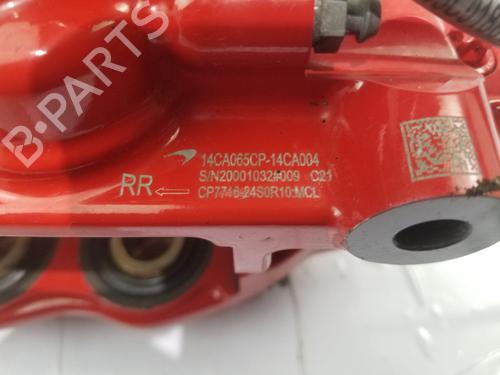 B-PARTS
14CA065CP-14CA004
S/N20001032#009 C21
RR
CP7746-24S0R10.MCL